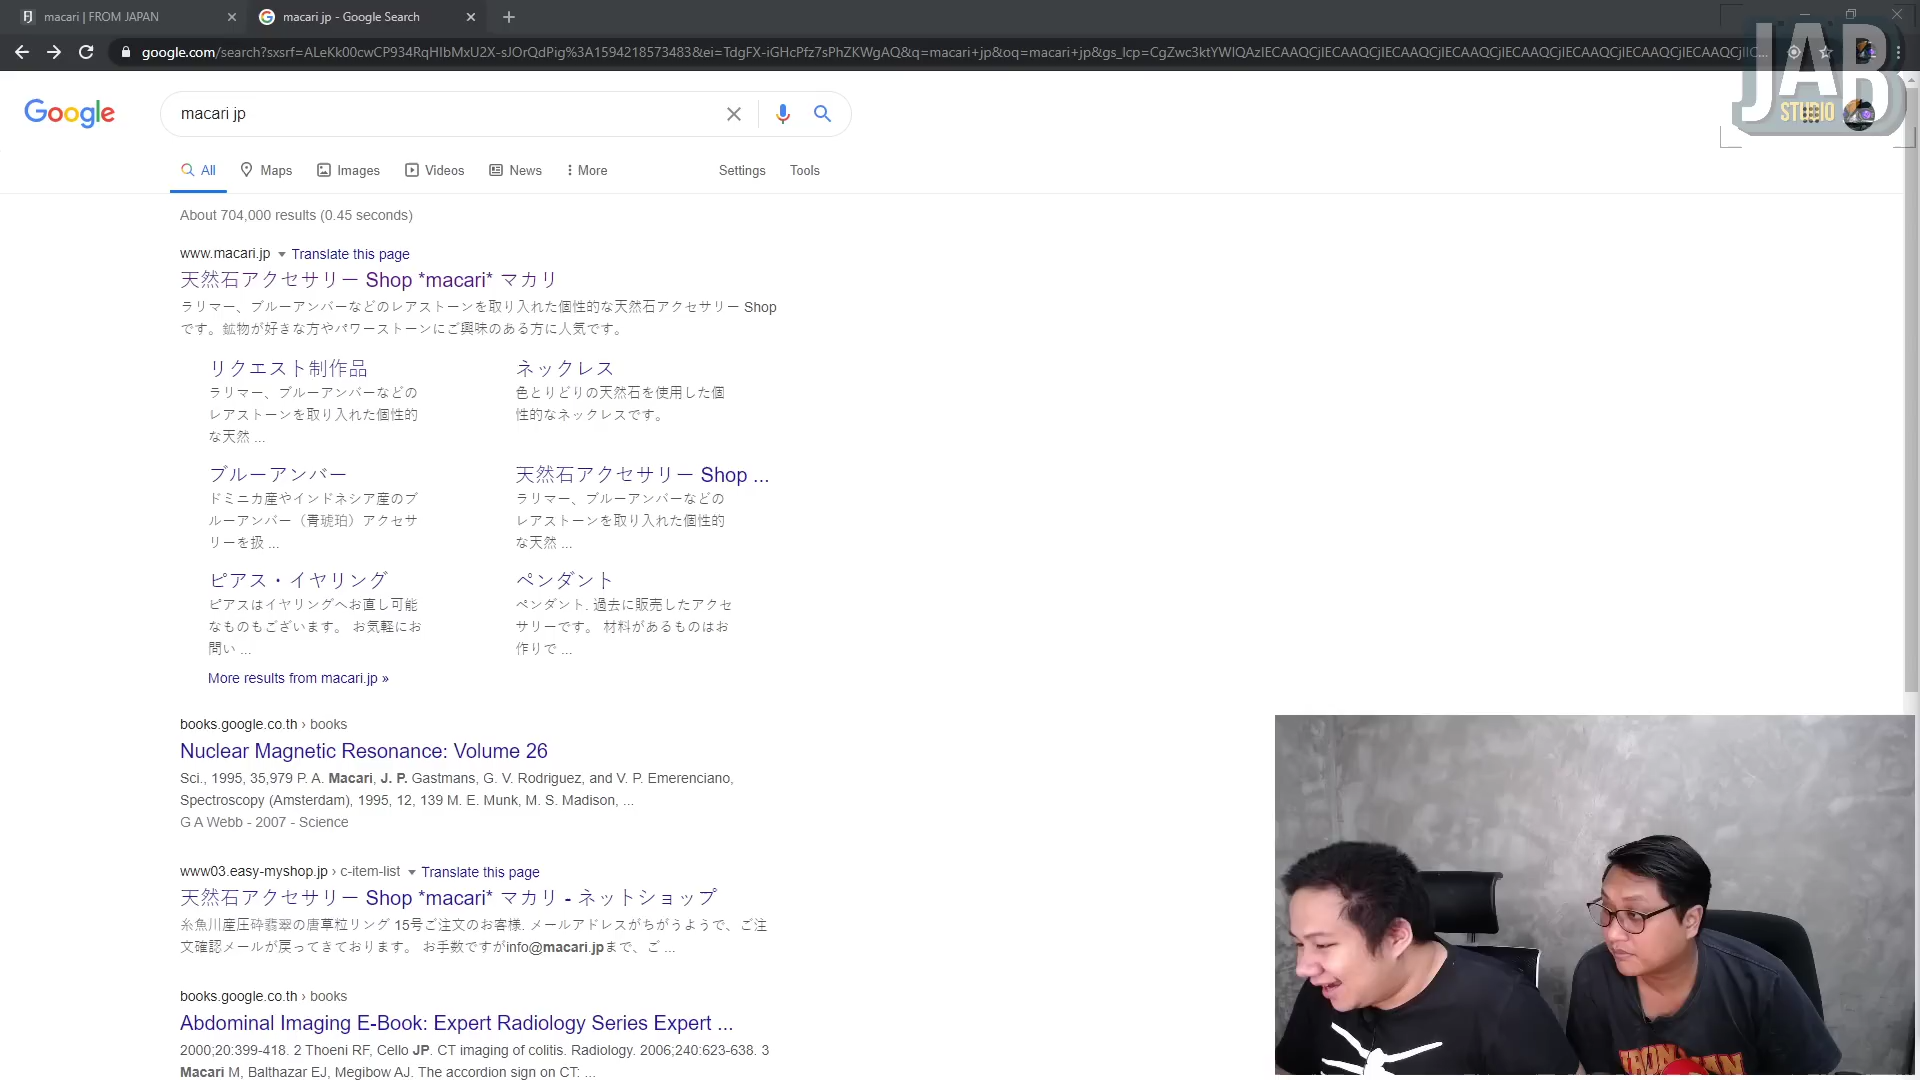 macari | FROM JAPAN
macari jp - Google Search
google.com/search?sxsrf=ALeKk00cwCP934RqHIbMxU2X-sJOrQdPig%3A1594218573483&ei=TdgFX-iGHcPfz7sPhZKWgAQ&q=macari+jp&oq=macari+jp&gs_lcp=CgZwc3ktYWIQAzIECAAQCjIECAAQCjIECAAQCjIECAAQCjIECAAQCjIECAAQCjIECAAQCjIIC...
JAB
STUDIO
Google
macari jp
All Maps Images Videos News More Settings Tools
About 704,000 results (0.45 seconds)
www.macari.jp Translate this page
天然石アクセサリー Shop *macari* マカリ
ラリマー、ブルーアンバーなどのレアストーンを取り入れた個性的な天然石アクセサリー Shop
です。鉱物が好きな方やパワーストーンにご興味のある方に人気です。
リクエスト制作品
ラリマー、ブルーアンバーなどの
レアストーンを取り入れた個性的
な天然 ...
ネックレス
色とりどりの天然石を使用した個
性的なネックレスです。
ブルーアンバー
ドミニカ産やインドネシア産のブ
ルーアンバー（青琥珀）アクセサ
リーを扱 ...
天然石アクセサリー Shop ...
ラリマー、ブルーアンバーなどの
レアストーンを取り入れた個性的
な天然 ...
ピアス・イヤリング
ピアスはイヤリングへお直し可能
なものもございます。 お気軽にお
問い ...
ペンダント
ペンダント. 過去に販売したアクセ
サリーです。 材料があるものはお
作りで ...
More results from macari.jp »
books.google.co.th › books
Nuclear Magnetic Resonance: Volume 26
Sci., 1995, 35,979 P. A. Macari, J. P. Gastmans, G. V. Rodriguez, and V. P. Emerenciano,
Spectroscopy (Amsterdam), 1995, 12, 139 M. E. Munk, M. S. Madison, ...
G A Webb - 2007 - Science
www03.easy-myshop.jp › c-item-list Translate this page
天然石アクセサリー Shop *macari* マカリ - ネットショップ
糸魚川産圧砕翡翠の唐草粒リング 15号ご注文のお客様. メールアドレスがちがうようで、ご注
文確認メールが戻ってきております。 お手数ですがinfo@macari.jpまで、ご ...
books.google.co.th › books
Abdominal Imaging E-Book: Expert Radiology Series Expert ...
2000;20:399-418. 2 Thoeni RF, Cello JP. CT imaging of colitis. Radiology. 2006;240:623-638. 3
Macari M, Balthazar EJ, Megibow AJ. The accordion sign on CT: ...